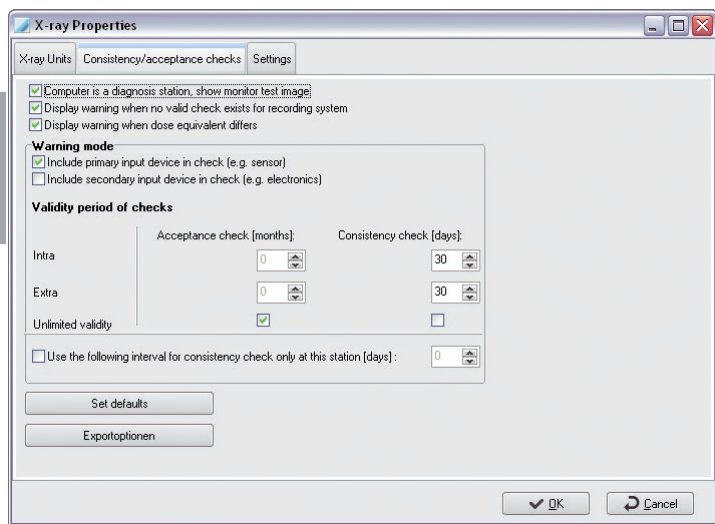 X-ray Properties
X-ray Units Consistency/acceptance checks Settings
Computer is a diagnosis station, show monitor test image
Display warning when no valid check exists for recording system
Display warning when dose equivalent differs
Warning mode
Include primary input device in check (e.g. sensor)
Include secondary input device in check (e.g. electronics)
Validity period of checks
Acceptance check [months]: Consistency check [days]:
Intra 0 30
Extra 0 30
Unlimited validity
Use the following interval for consistency check only at this station [days] : 0
Set defaults
Exportoptionen
OK Cancel